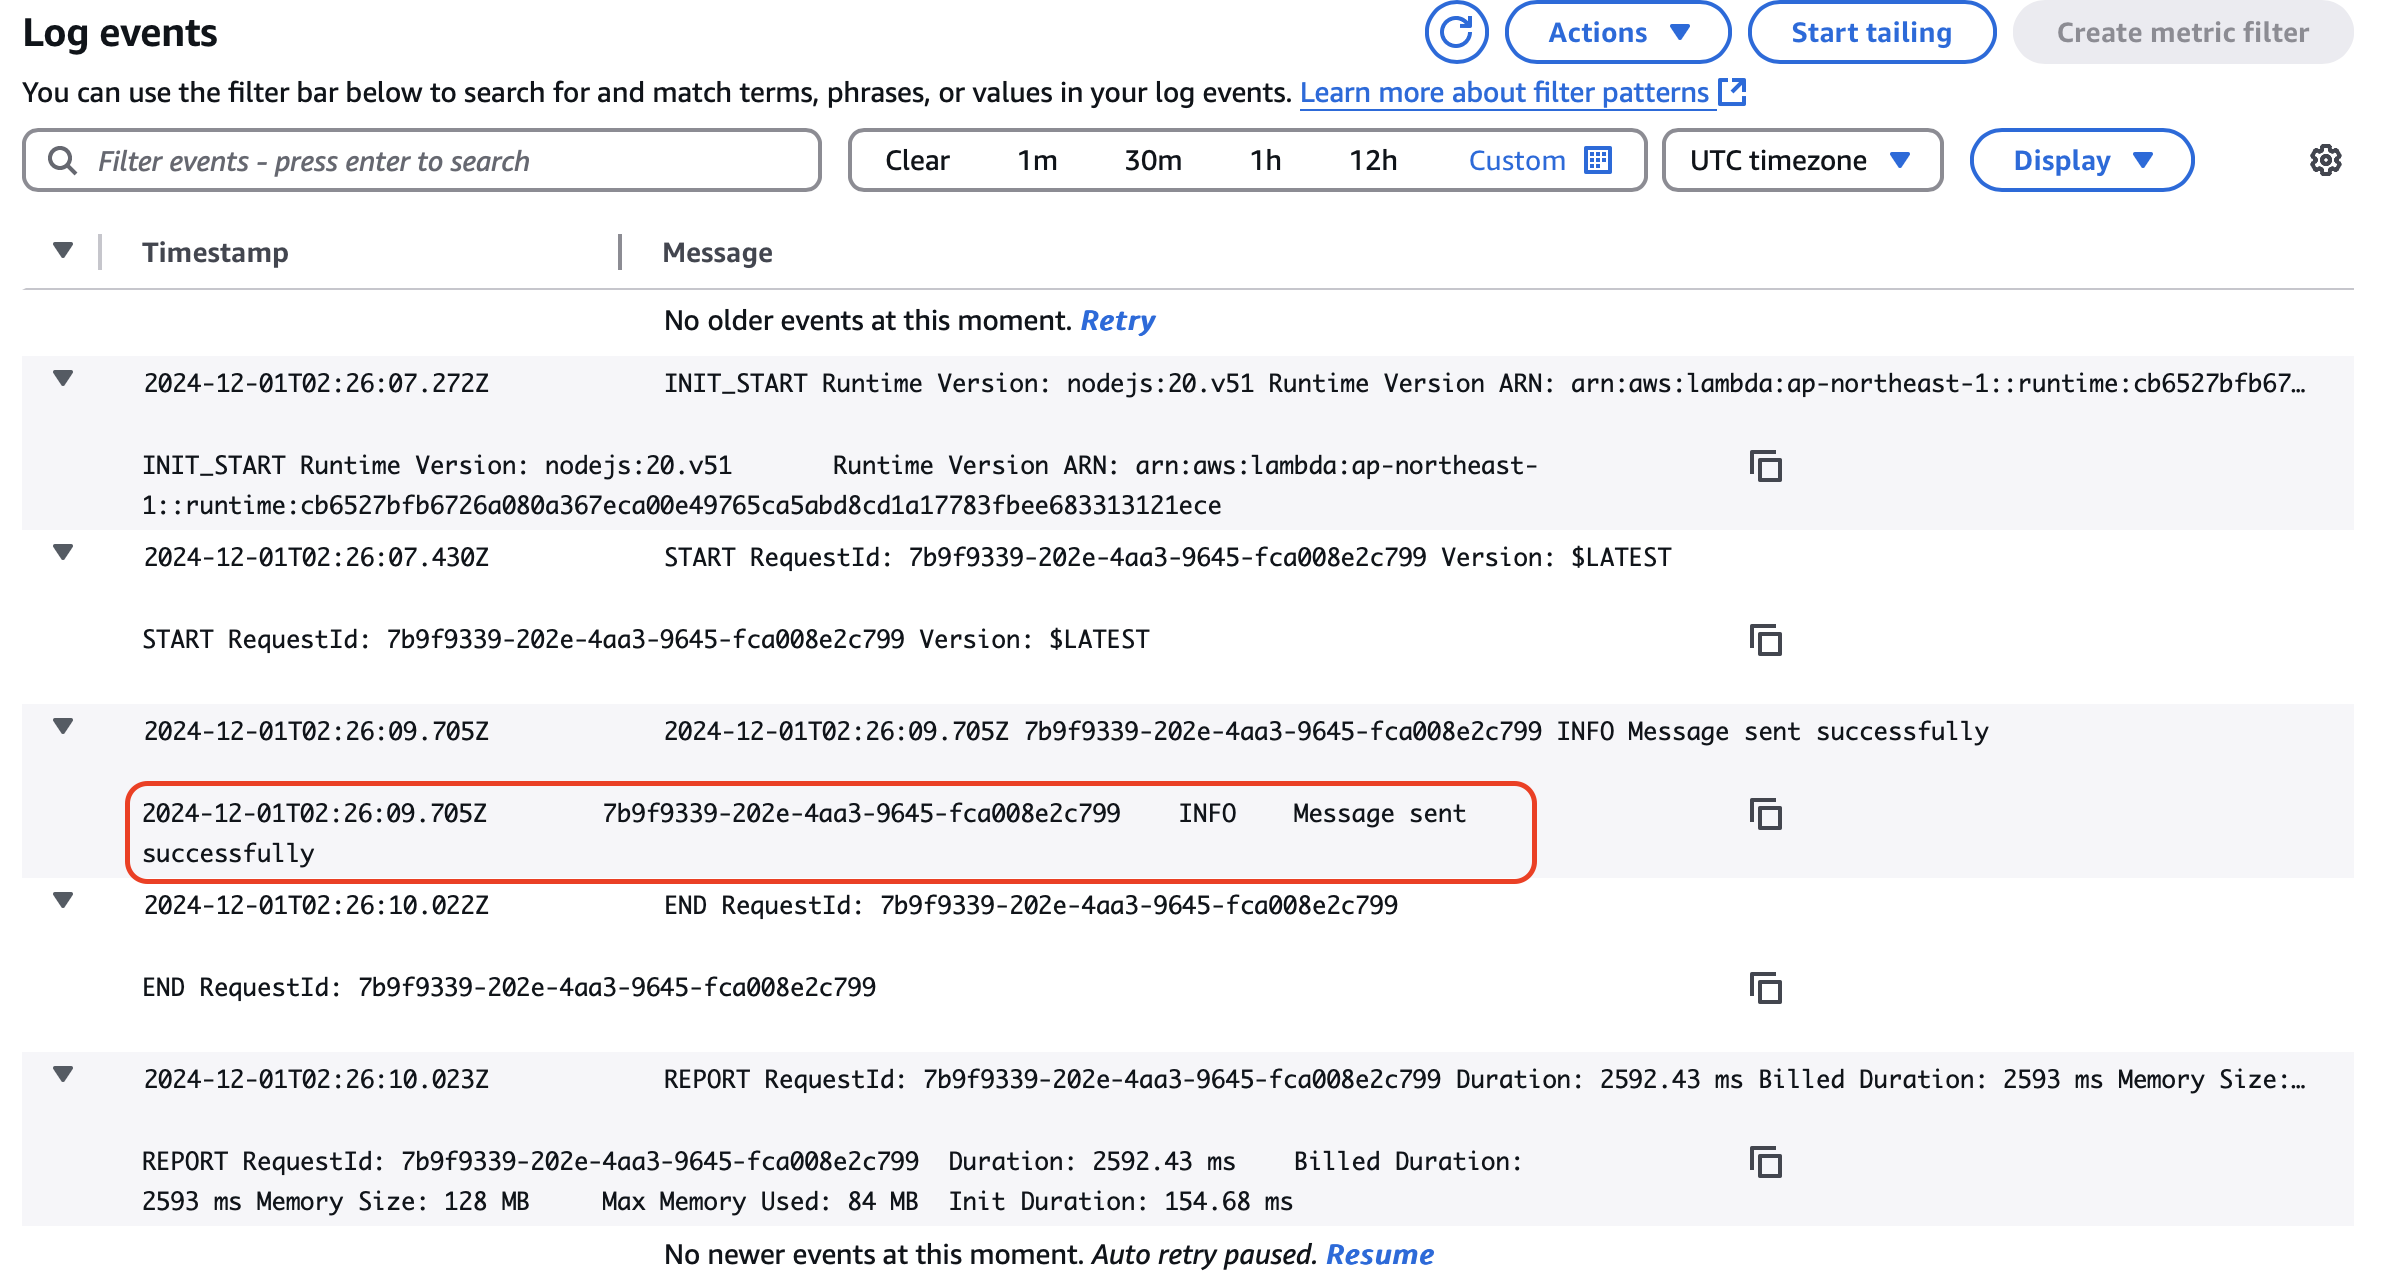 Log events
Actions
Start tailing
Create metric filter
You can use the filter bar below to search for and match terms, phrases, or values in your log events. Learn more about filter patterns
Filter events - press enter to search
Clear 1m 30m 1h 12h Custom
UTC timezone
Display
Timestamp Message
No older events at this moment. Retry
2024-12-01T02:26:07.272Z INIT_START Runtime Version: nodejs:20.v51 Runtime Version ARN: arn:aws:lambda:ap-northeast-1::runtime:cb6527bfb67…
INIT_START Runtime Version: nodejs:20.v51 Runtime Version ARN: arn:aws:lambda:ap-northeast-
1::runtime:cb6527bfb6726a080a367eca00e49765ca5abd8cd1a17783fbee683313121ece
2024-12-01T02:26:07.430Z START RequestId: 7b9f9339-202e-4aa3-9645-fca008e2c799 Version: $LATEST
START RequestId: 7b9f9339-202e-4aa3-9645-fca008e2c799 Version: $LATEST
2024-12-01T02:26:09.705Z 2024-12-01T02:26:09.705Z 7b9f9339-202e-4aa3-9645-fca008e2c799 INFO Message sent successfully
2024-12-01T02:26:09.705Z 7b9f9339-202e-4aa3-9645-fca008e2c799 INFO Message sent
successfully
2024-12-01T02:26:10.022Z END RequestId: 7b9f9339-202e-4aa3-9645-fca008e2c799
END RequestId: 7b9f9339-202e-4aa3-9645-fca008e2c799
2024-12-01T02:26:10.023Z REPORT RequestId: 7b9f9339-202e-4aa3-9645-fca008e2c799 Duration: 2592.43 ms Billed Duration: 2593 ms Memory Size:…
REPORT RequestId: 7b9f9339-202e-4aa3-9645-fca008e2c799 Duration: 2592.43 ms Billed Duration:
2593 ms Memory Size: 128 MB Max Memory Used: 84 MB Init Duration: 154.68 ms
No newer events at this moment. Auto retry paused. Resume